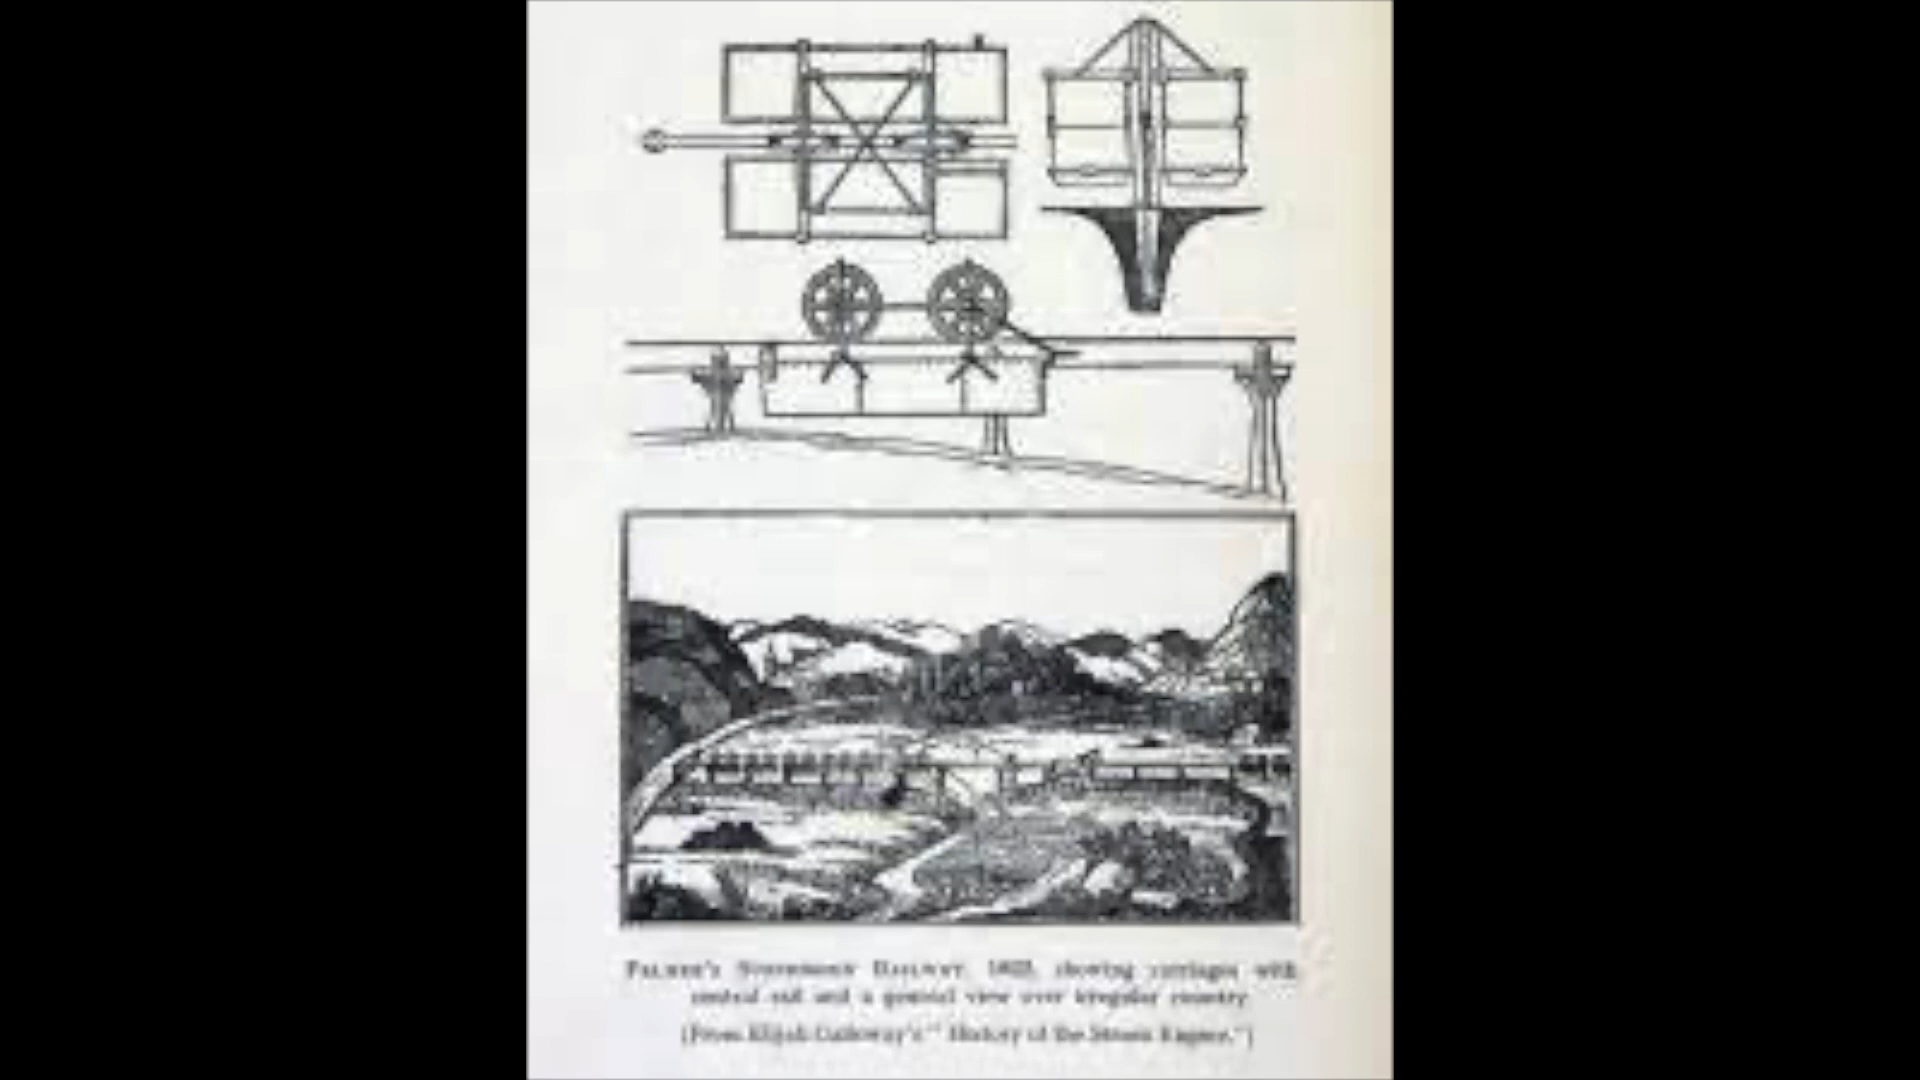 PALMER'S SUSPENSION RAILWAY, showing carriages with
central rail and a general view over irregular country
(From Elijah Galloway's "History of the Steam Engine.")